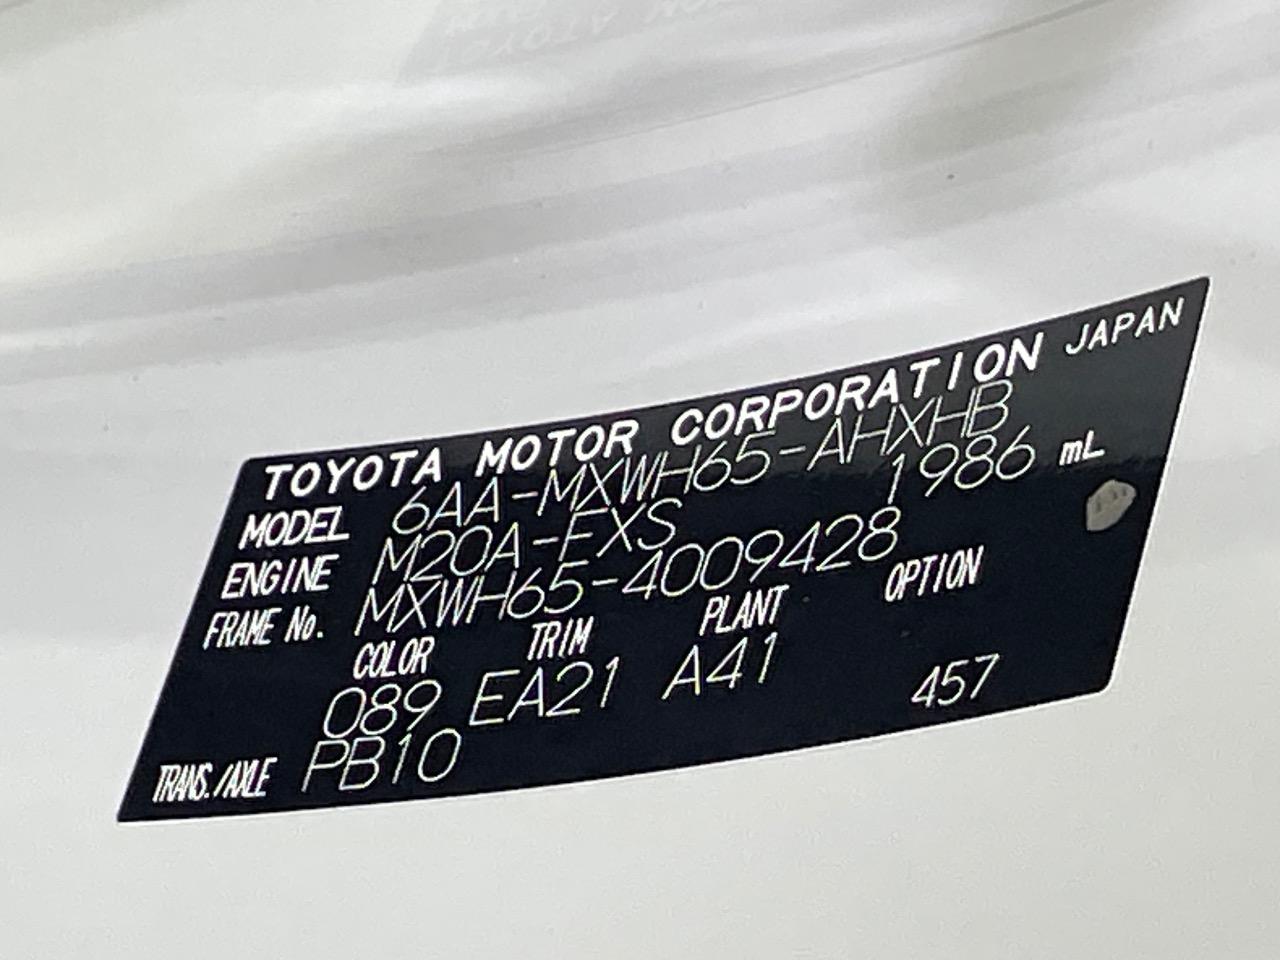 TOYOTA MOTOR CORPORATION JAPAN
MODEL 6AA-MXWH65-AHXHB
ENGINE M20A-FXS 1986 mL
FRAME No. MXWH65-4009428
COLOR TRIM PLANT OPTION
089 EA21 A41 457
TRANS./AXLE PB10